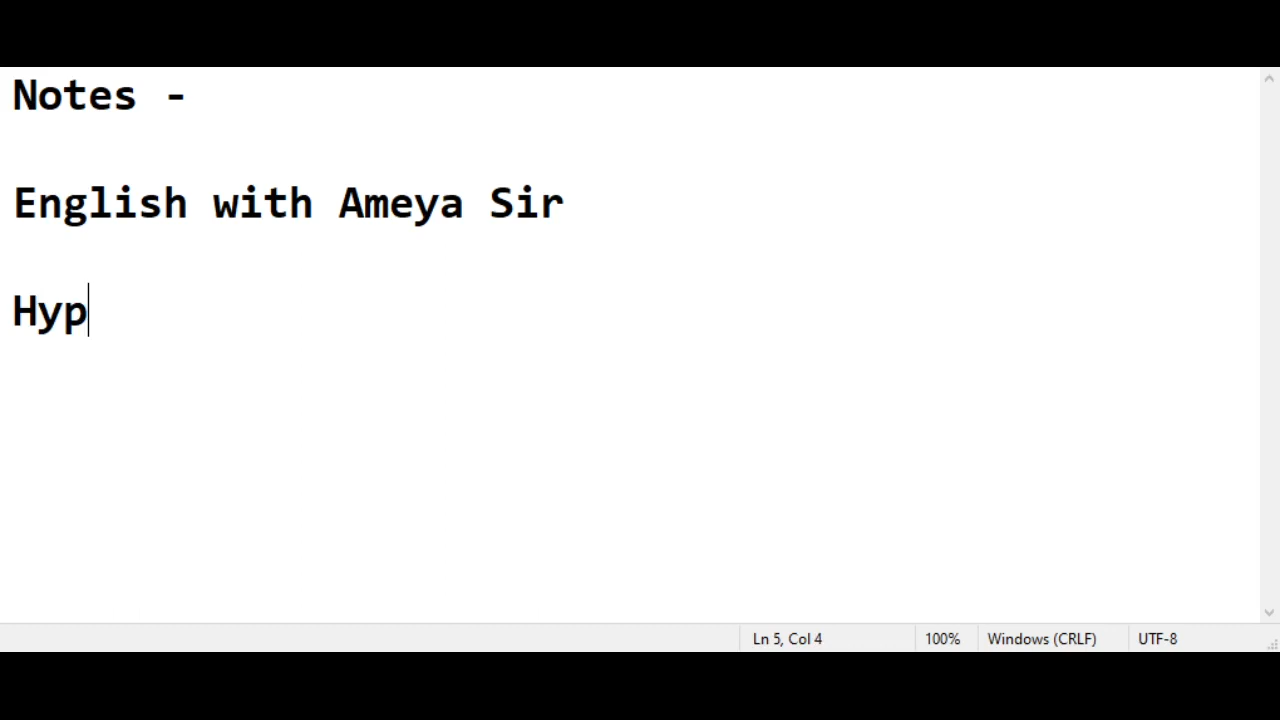 Notes -
English with Ameya Sir
Hyp
Ln 5, Col 4 100% Windows (CRLF) UTF-8